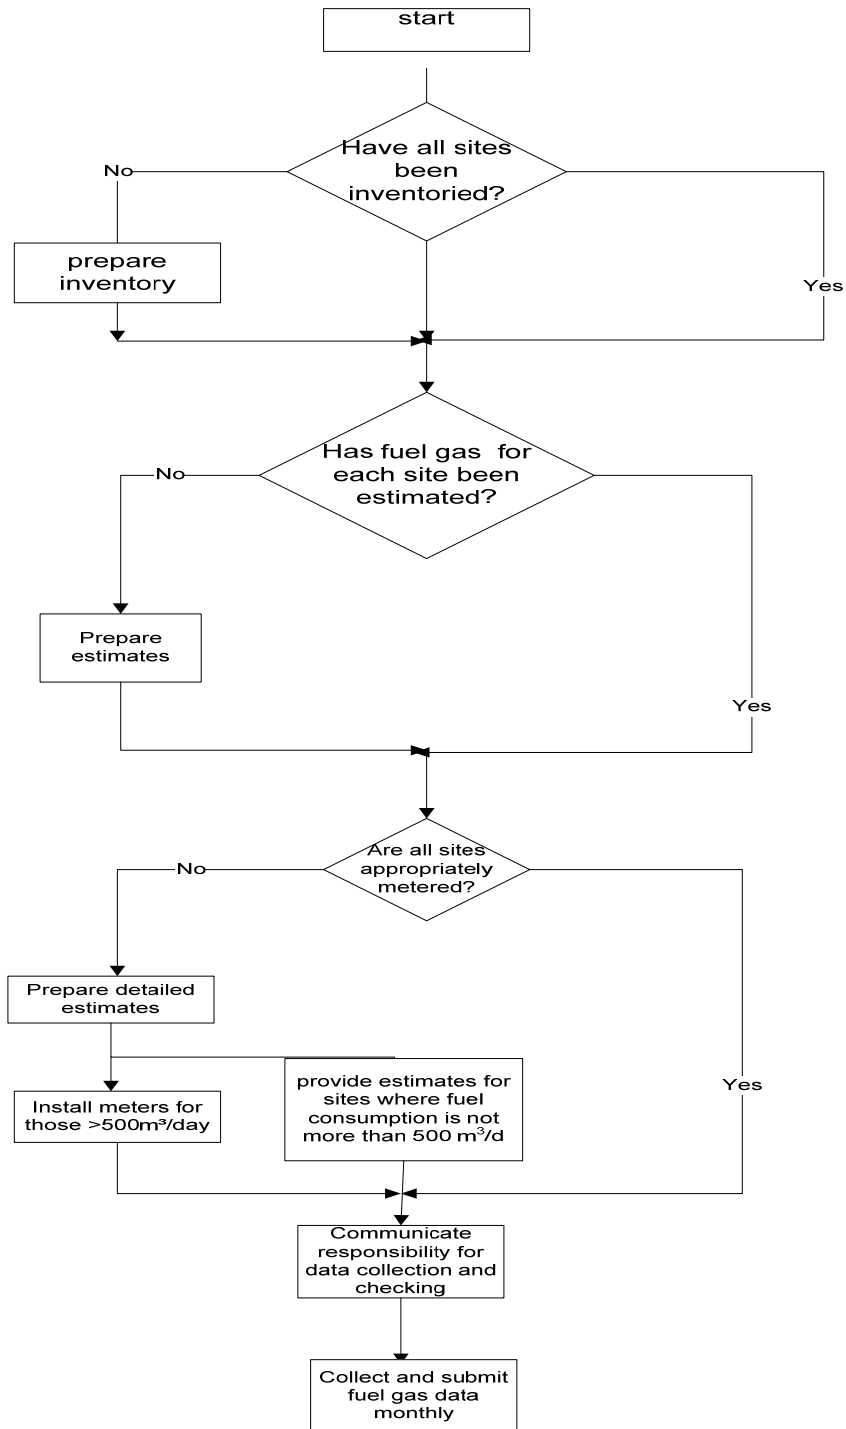 start
Have all sites
been
inventoried?
No
prepare
inventory
Yes
Has fuel gas for
each site been
estimated?
No
Prepare
estimates
Yes
Are all sites
appropriately
metered?
No
Prepare detailed
estimates
Yes
Install meters for
those >500m³/day
provide estimates for
sites where fuel
consumption is not
more than 500 m³/d
Communicate
responsibility for
data collection and
checking
Collect and submit
fuel gas data
monthly